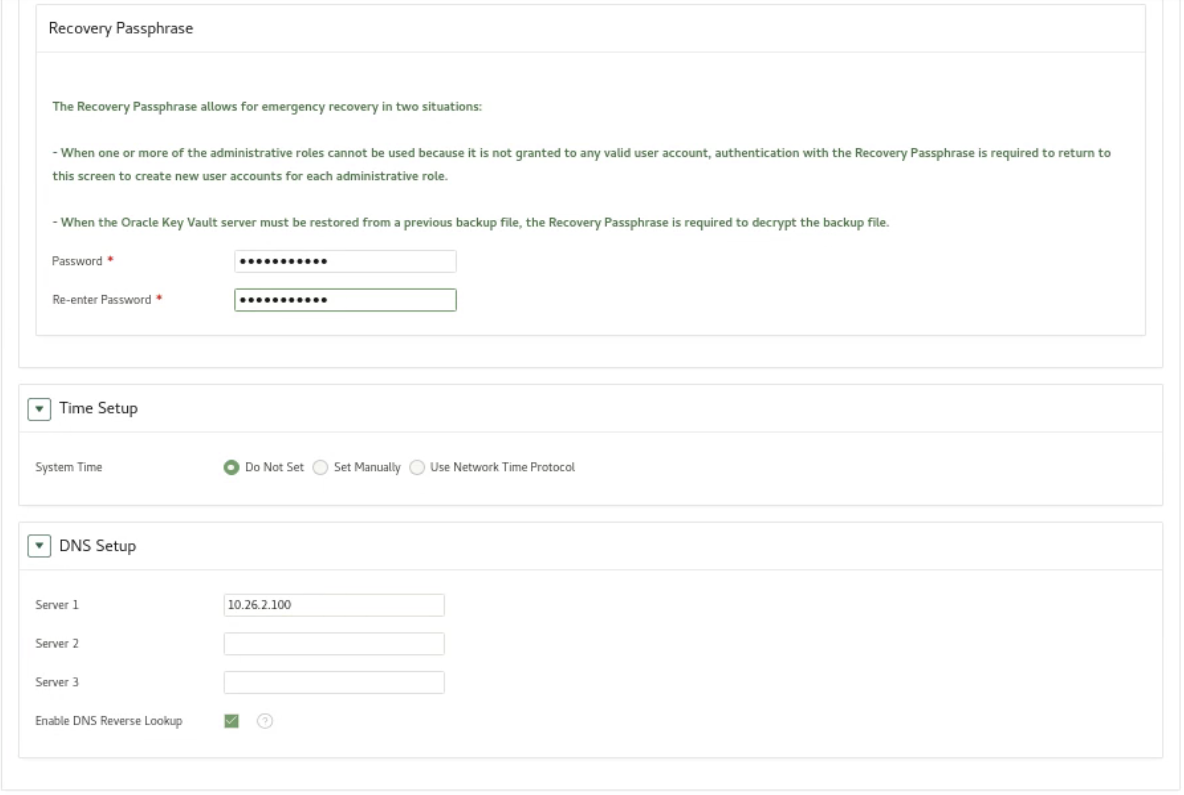 Recovery Passphrase
The Recovery Passphrase allows for emergency recovery in two situations:
- When one or more of the administrative roles cannot be used because it is not granted to any valid user account, authentication with the Recovery Passphrase is required to return to
this screen to create new user accounts for each administrative role.
- When the Oracle Key Vault server must be restored from a previous backup file, the Recovery Passphrase is required to decrypt the backup file.
Password * •••••••••••
Re-enter Password * •••••••••••
Time Setup
System Time Do Not Set Set Manually Use Network Time Protocol
DNS Setup
Server 1 10.26.2.100
Server 2
Server 3
Enable DNS Reverse Lookup ?